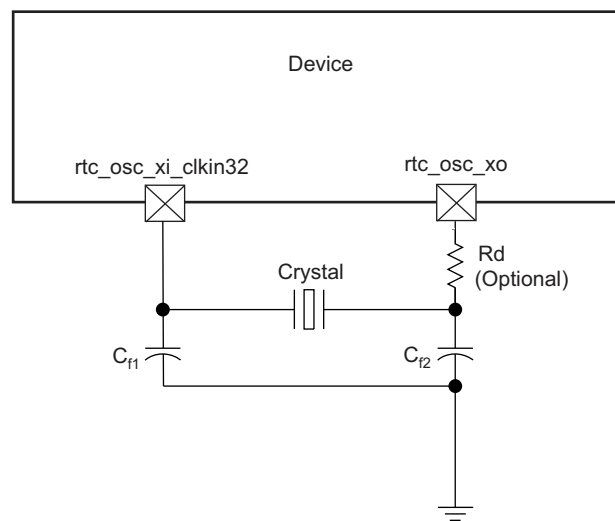 Device
rtc_osc_xi_clkin32
rtc_osc_xo
Rd
(Optional)
Crystal
Cf1
Cf2